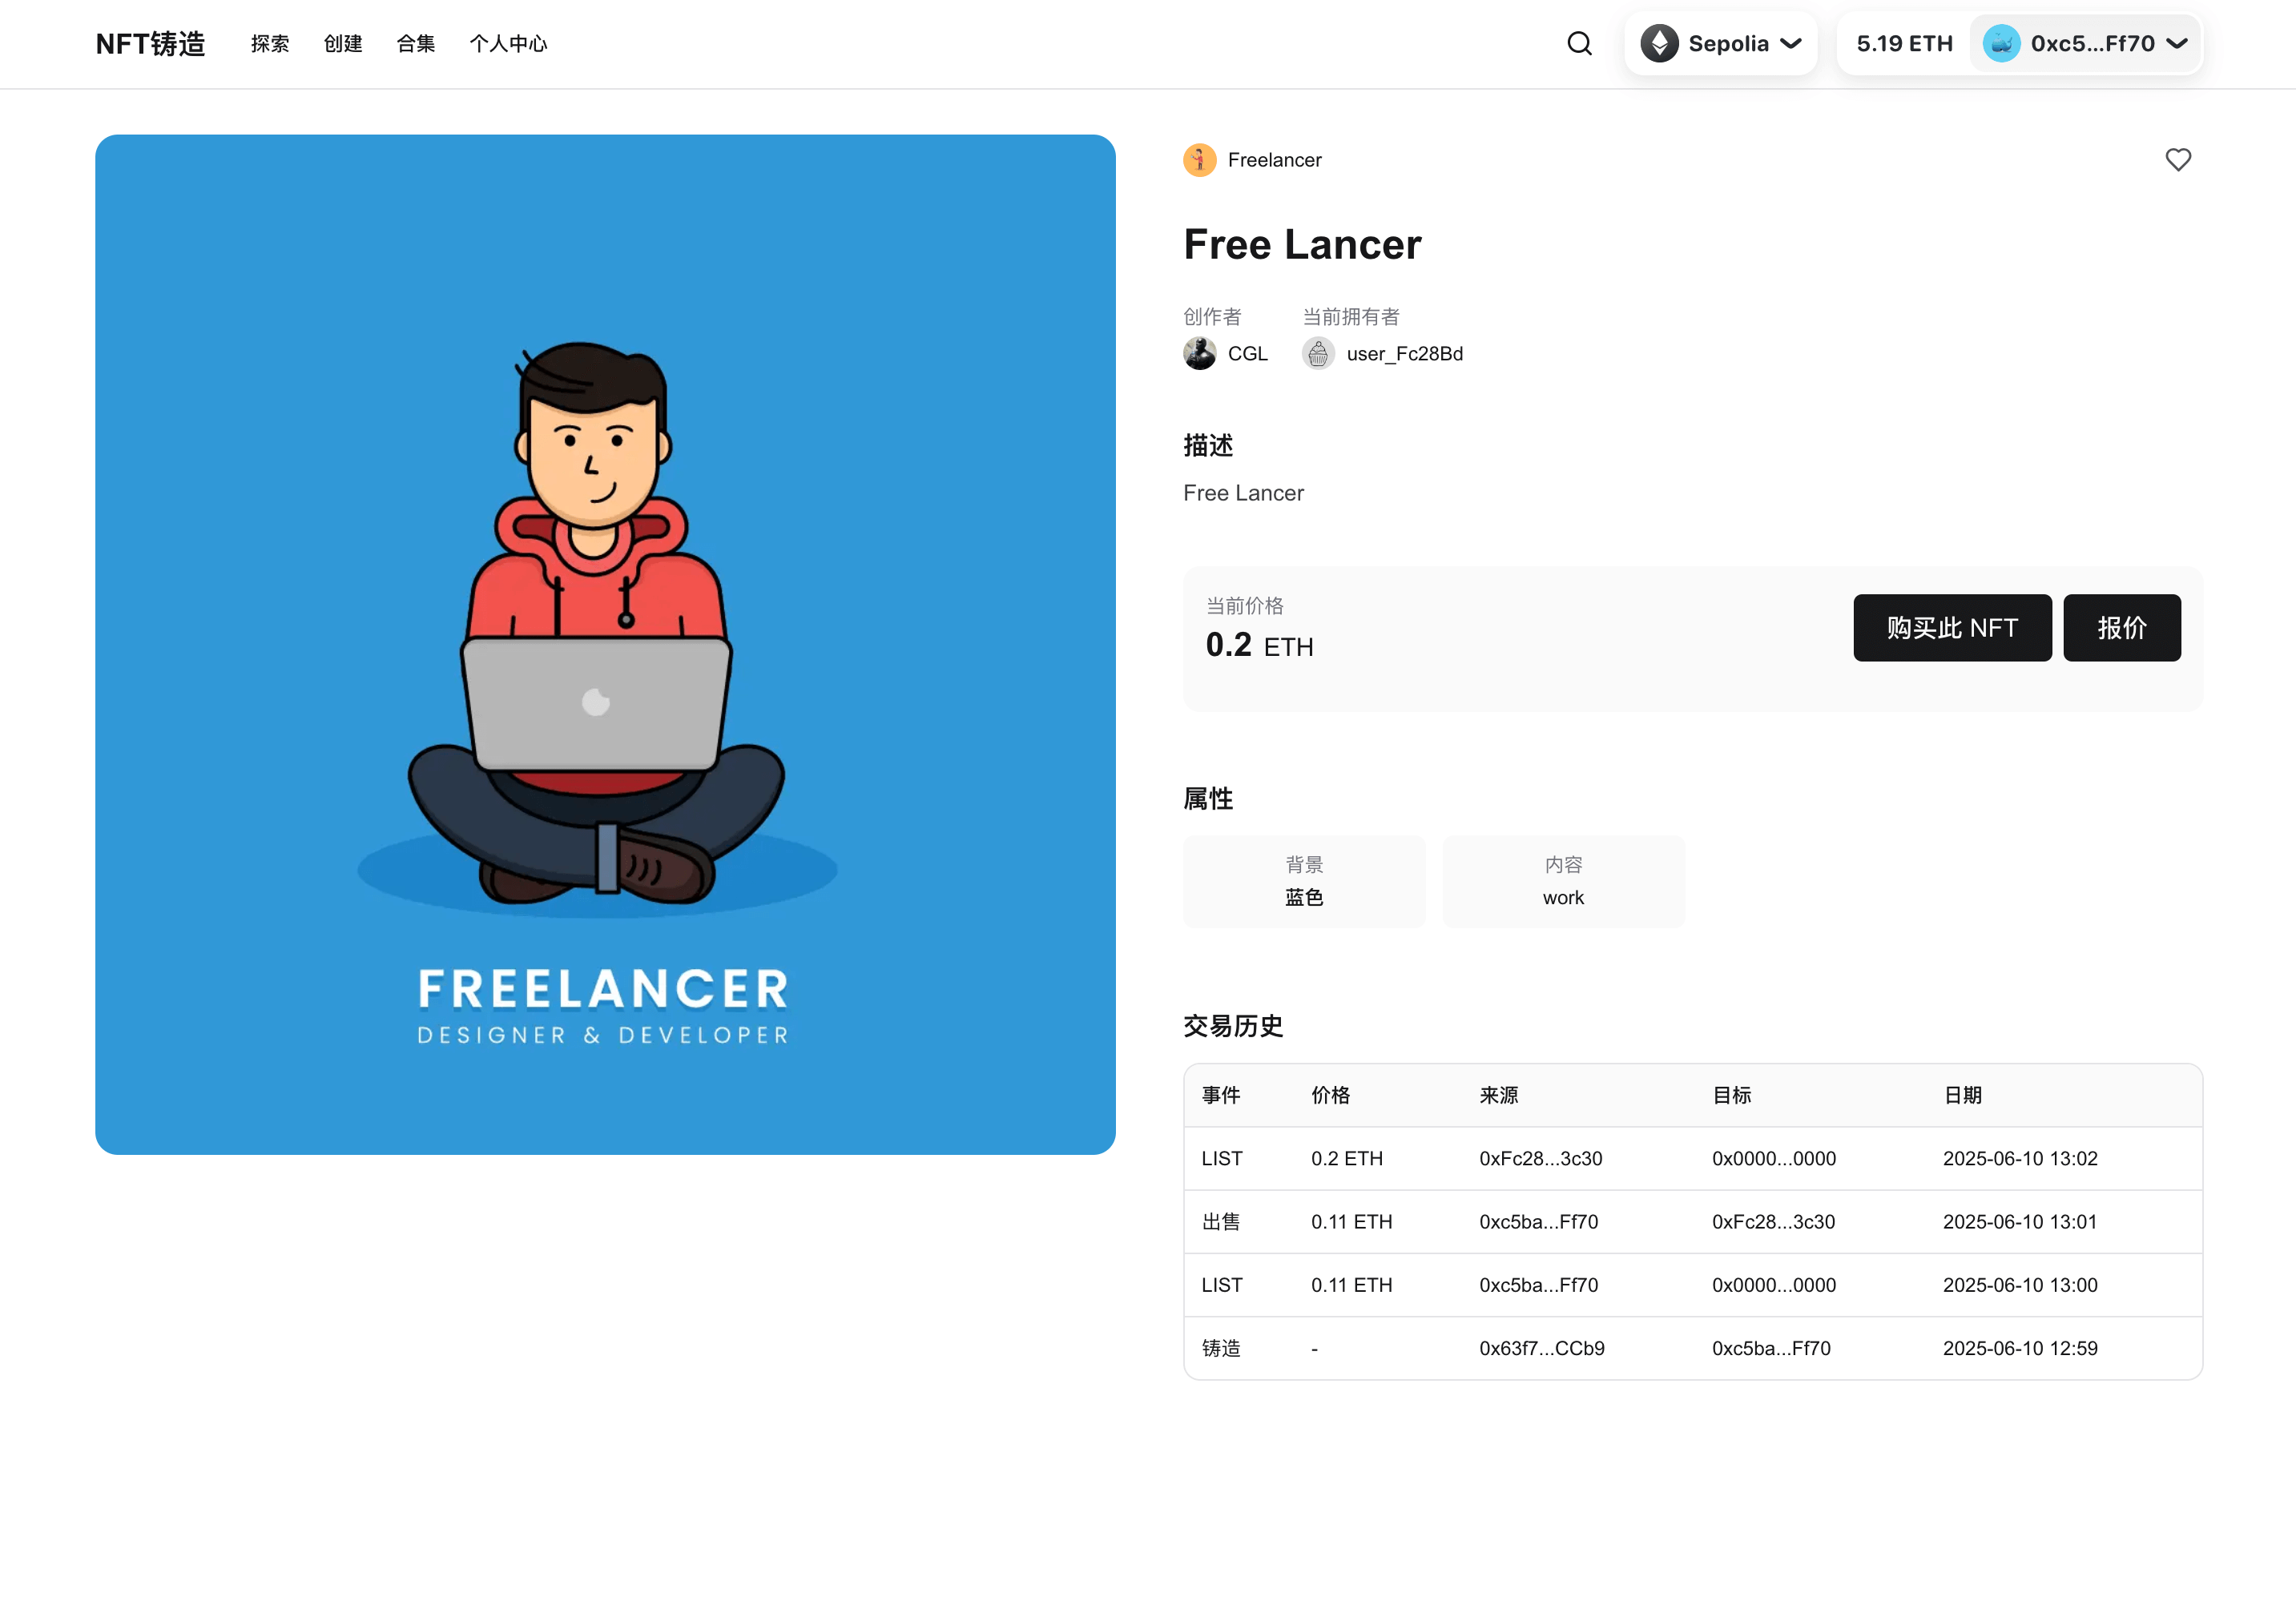 NFT铸造 探索 创建 合集 个人中心 Sepolia 5.19 ETH 0xc5...Ff70
Freelancer
Free Lancer
创作者 当前拥有者
CGL user_Fc28Bd
描述
Free Lancer
当前价格
0.2 ETH
购买此 NFT 报价
属性
背景 内容
蓝色 work
FREELANCER
DESIGNER & DEVELOPER
交易历史
事件 价格 来源 目标 日期
LIST 0.2 ETH 0xFc28...3c30 0x0000...0000 2025-06-10 13:02
出售 0.11 ETH 0xc5ba...Ff70 0xFc28...3c30 2025-06-10 13:01
LIST 0.11 ETH 0xc5ba...Ff70 0x0000...0000 2025-06-10 13:00
铸造 - 0x63f7...CCb9 0xc5ba...Ff70 2025-06-10 12:59